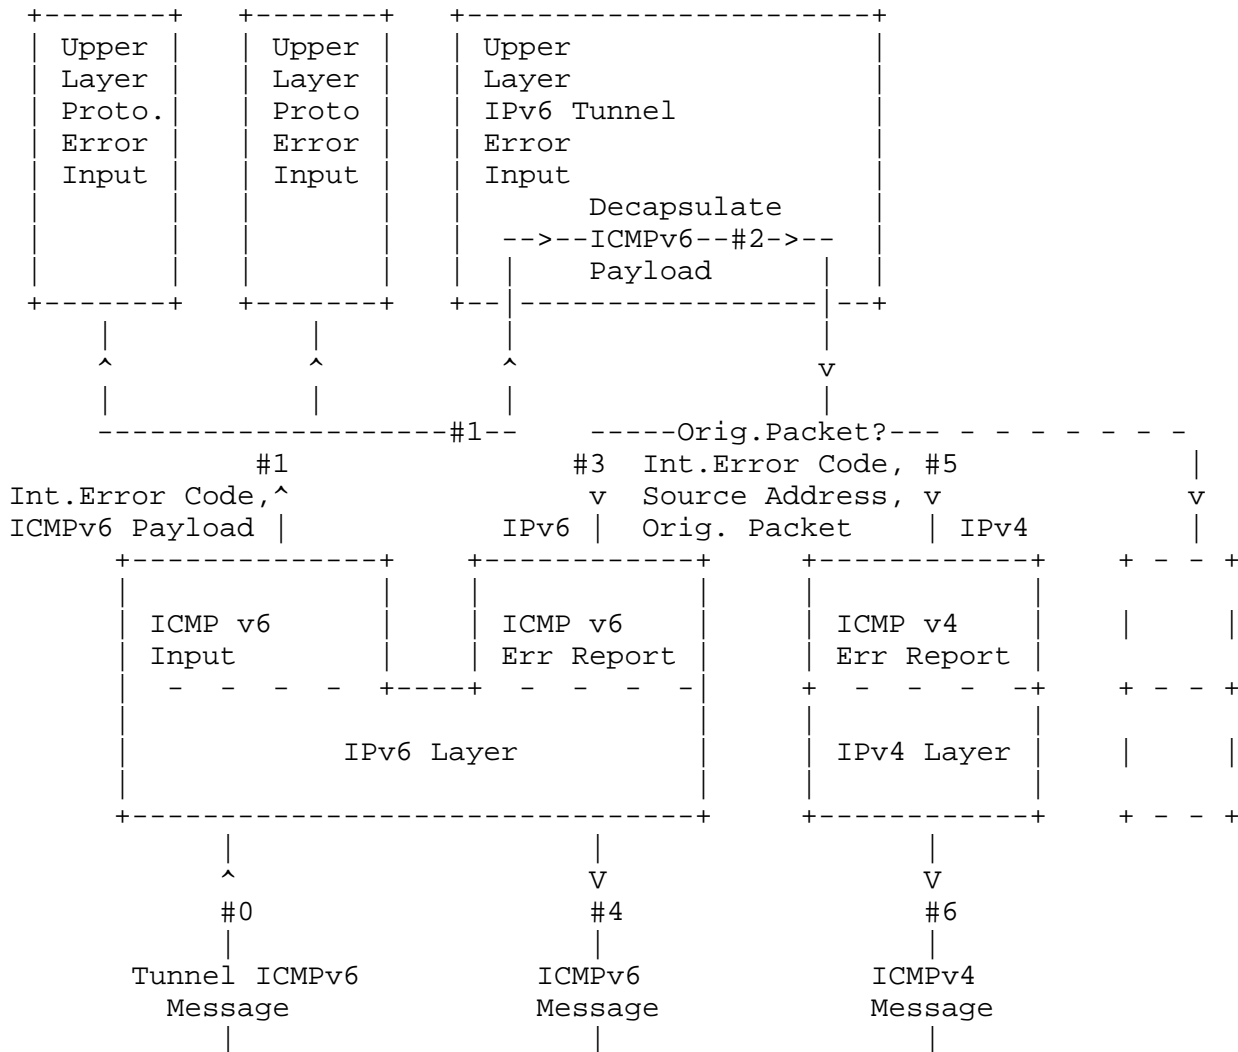 +-------+   +-------+   +-----------------------+
| Upper |   | Upper |   | Upper                 |
| Layer |   | Layer |   | Layer                 |
| Proto.|   | Proto |   | IPv6 Tunnel           |
| Error |   | Error |   | Error                 |
| Input |   | Input |   | Input                 |
|       |   |       |   |       Decapsulate     |
|       |   |       |   |  -->--ICMPv6--#2->--  |
|       |   |       |   |  |    Payload      |  |
+-------+   +-------+   +--|-----------------|--+
    |           |          |                 |
    ^           ^          ^                 v
    |           |          |                 |
    --------------------#1--    -----Orig.Packet?--- - - - - - - -
             #1                #3  Int.Error Code, #5             |
Int.Error Code,^                v  Source Address, v              v
ICMPv6 Payload |           IPv6 |  Orig. Packet    | IPv4         |
+--------------+    +------------+     +------------+    + - - +
|              |    |            |     |            |
| ICMP v6      |    | ICMP v6    |     | ICMP v4    |    |     |
| Input        |    | Err Report |     | Err Report |
|  -  -  -  -  +----+  -  -  -  -|     +  -  -  -  -+    + - - +
|                                |     |            |
|            IPv6 Layer          |     | IPv4 Layer |    |     |
|                                |     |            |
+--------------------------------+     +------------+    + - - +
      |                    |                  |
      ^                    V                  V
      #0                   #4                 #6
      |                    |                  |
Tunnel ICMPv6           ICMPv6             ICMPv4
  Message               Message            Message
      |                    |                  |